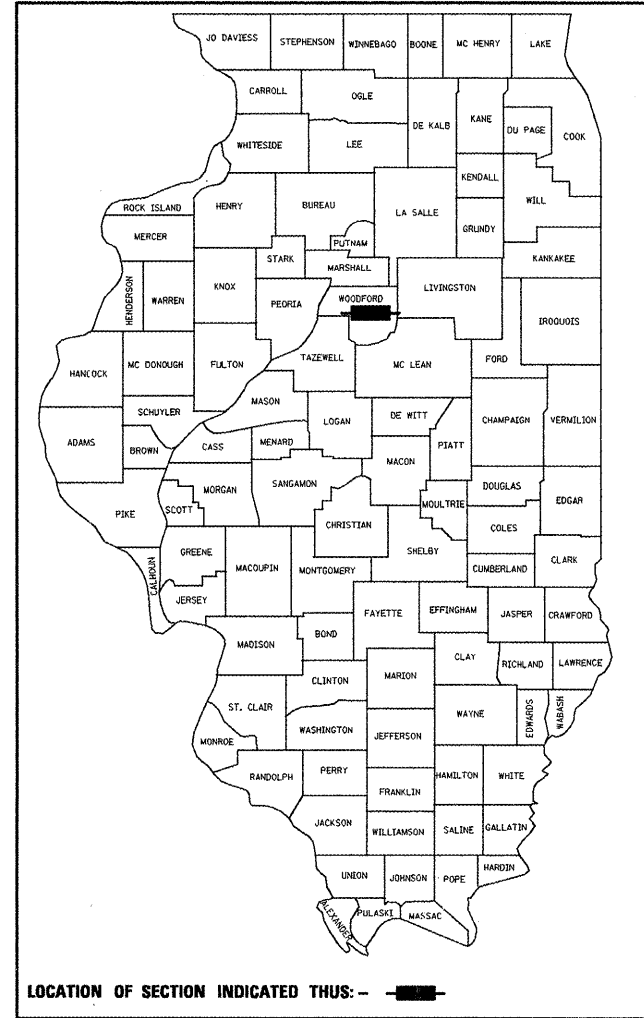 JO DAVIESS
STEPHENSON
WINNEBAGO
BOONE
MC HENRY
LAKE
CARROLL
OGLE
DE KALB
KANE
DU PAGE
COOK
WHITESIDE
LEE
KENDALL
WILL
ROCK ISLAND
HENRY
BUREAU
LA SALLE
GRUNDY
MERCER
PUTNAM
STARK
MARSHALL
KANKAKEE
HENDERSON
WARREN
KNOX
PEORIA
WOODFORD
LIVINGSTON
IROQUOIS
HANCOCK
MC DONOUGH
FULTON
TAZEWELL
MC LEAN
FORD
SCHUYLER
MASON
LOGAN
DE WITT
CHAMPAIGN
VERMILION
ADAMS
BROWN
CASS
MENARD
MACON
PIATT
PIKE
SCOTT
MORGAN
SANGAMON
CHRISTIAN
MOULTRIE
DOUGLAS
EDGAR
COLES
CALHOUN
GREENE
MACOUPIN
MONTGOMERY
SHELBY
CUMBERLAND
CLARK
JERSEY
FAYETTE
EFFINGHAM
JASPER
CRAWFORD
MADISON
BOND
CLAY
RICHLAND
LAWRENCE
CLINTON
MARION
ST. CLAIR
WAYNE
EDWARDS
WABASH
MONROE
WASHINGTON
JEFFERSON
RANDOLPH
PERRY
HAMILTON
WHITE
FRANKLIN
JACKSON
WILLIAMSON
SALINE
GALLATIN
UNION
JOHNSON
POPE
HARDIN
ALEXANDER
PULASKI
MASSAC
LOCATION OF SECTION INDICATED THUS: -